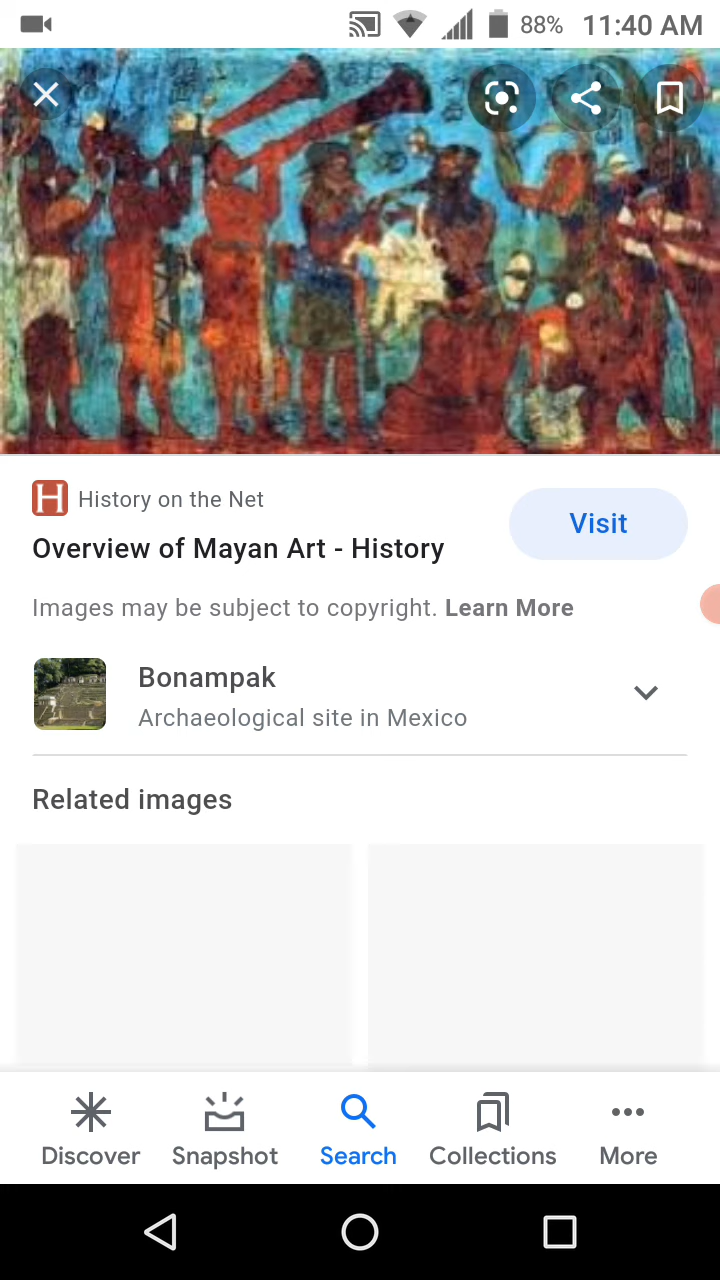 88% 11:40 AM
H History on the Net
Overview of Mayan Art - History
Visit
Images may be subject to copyright. Learn More
Bonampak
Archaeological site in Mexico
Related images
Discover Snapshot Search Collections More